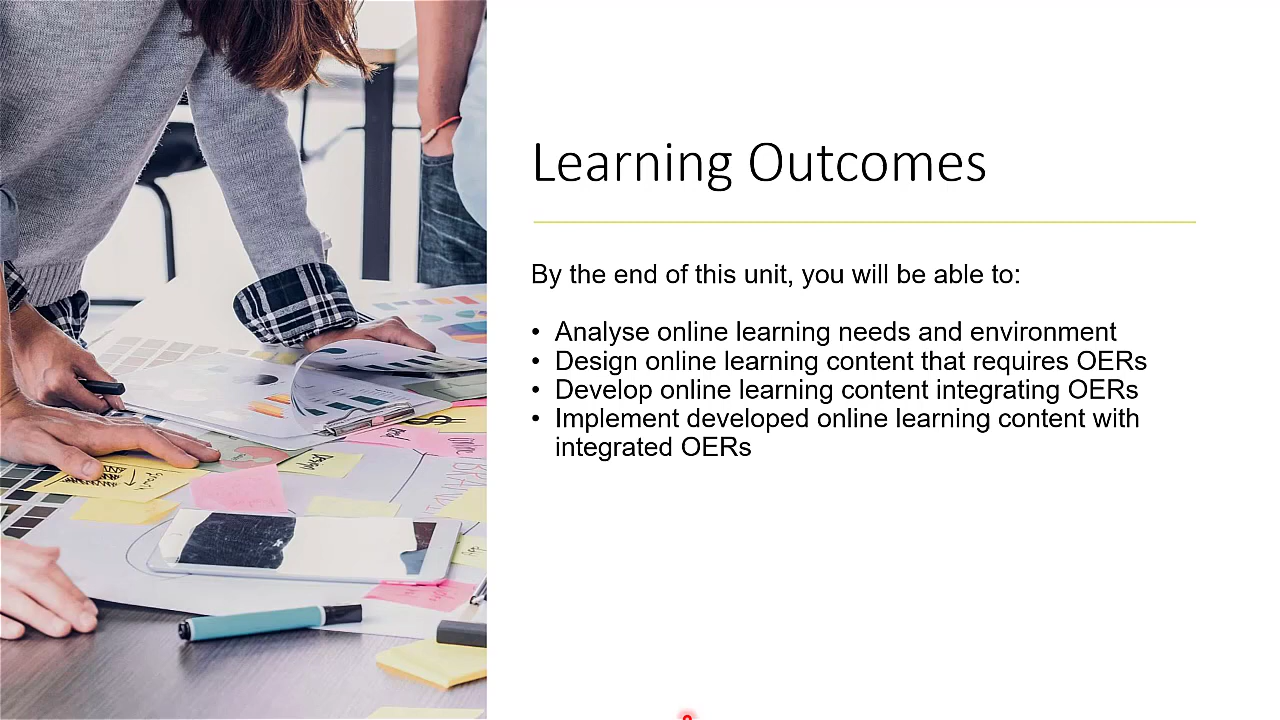 Learning Outcomes
By the end of this unit, you will be able to:
• Analyse online learning needs and environment
• Design online learning content that requires OERs
• Develop online learning content integrating OERs
• Implement developed online learning content with
integrated OERs